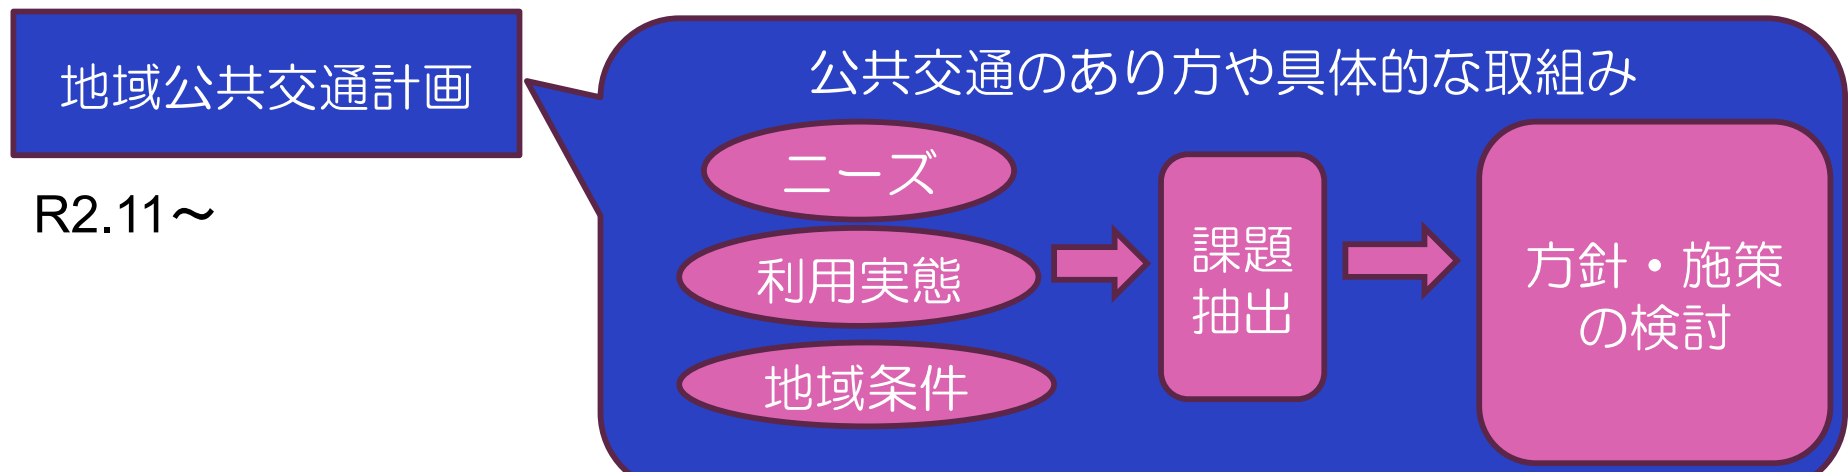 地域公共交通計画
R2.11～
公共交通のあり方や具体的な取組み
ニーズ
利用実態
地域条件
課題
抽出
方針・施策
の検討